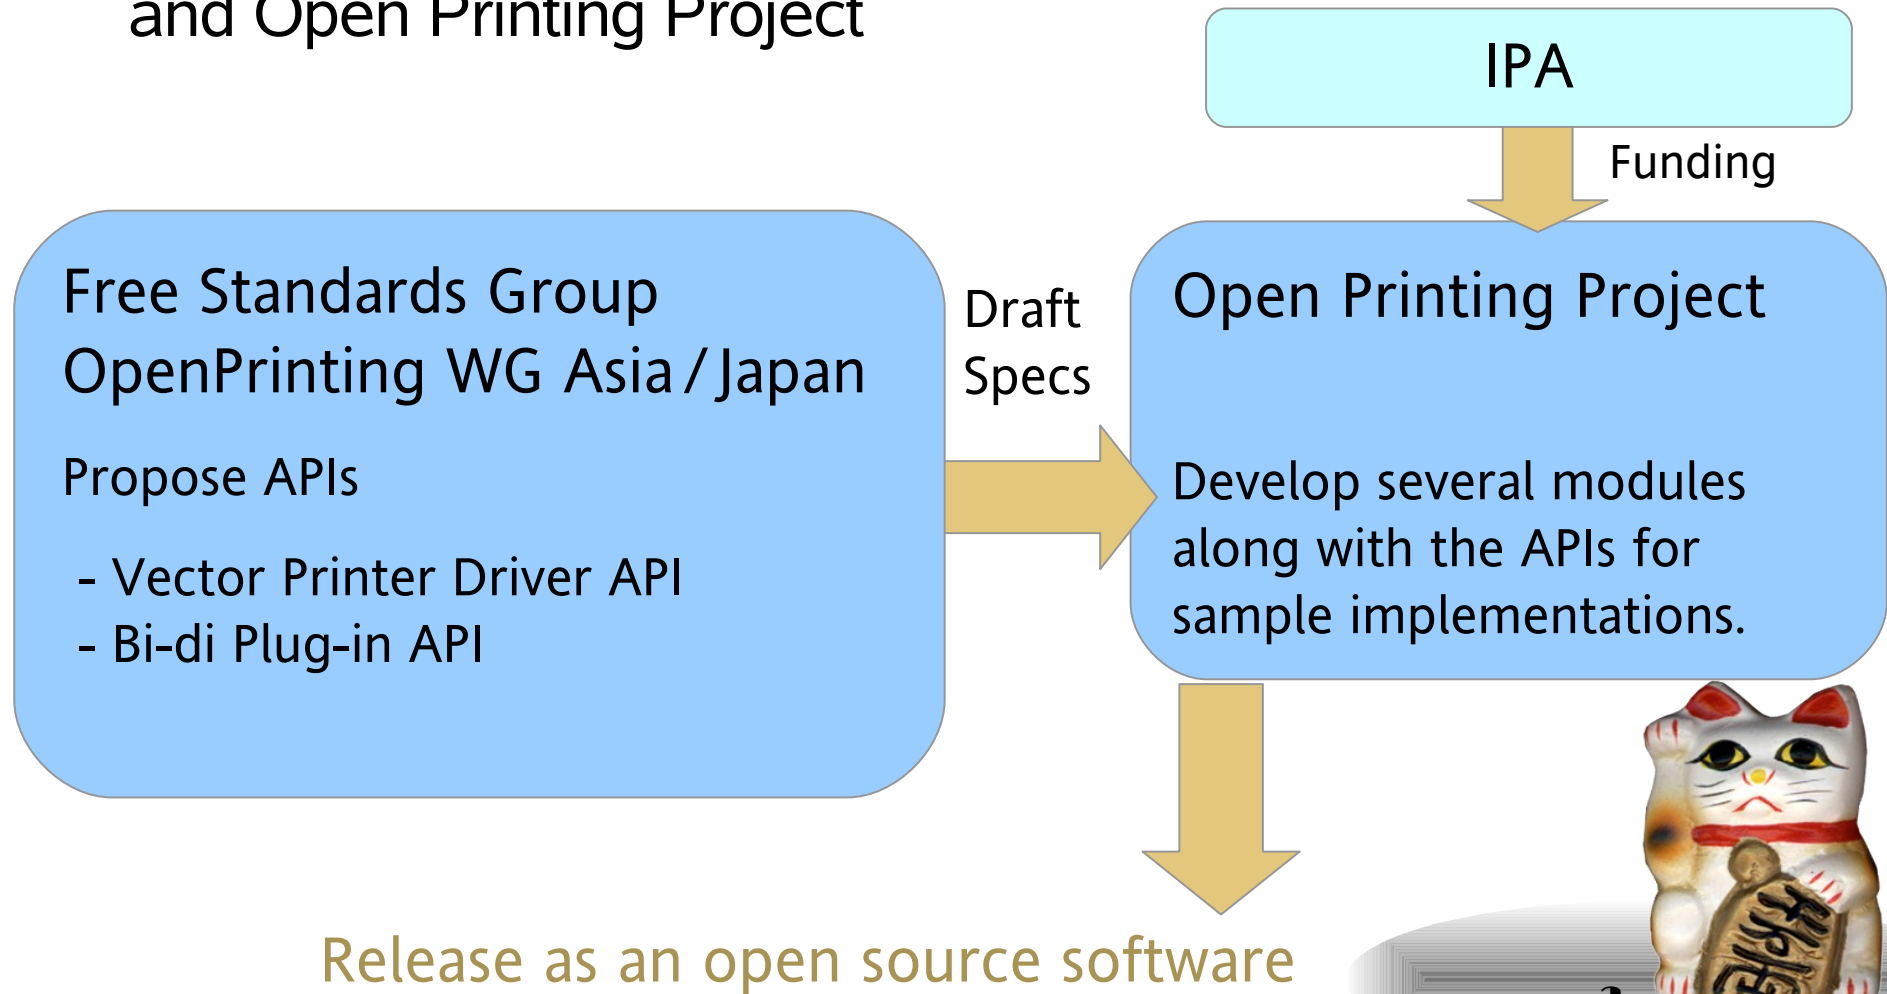 and Open Printing Project
IPA
Funding
Free Standards Group
OpenPrinting WG Asia/Japan
Propose APIs
- Vector Printer Driver API
- Bi-di Plug-in API
Draft
Specs
Open Printing Project
Develop several modules
along with the APIs for
sample implementations.
Release as an open source software